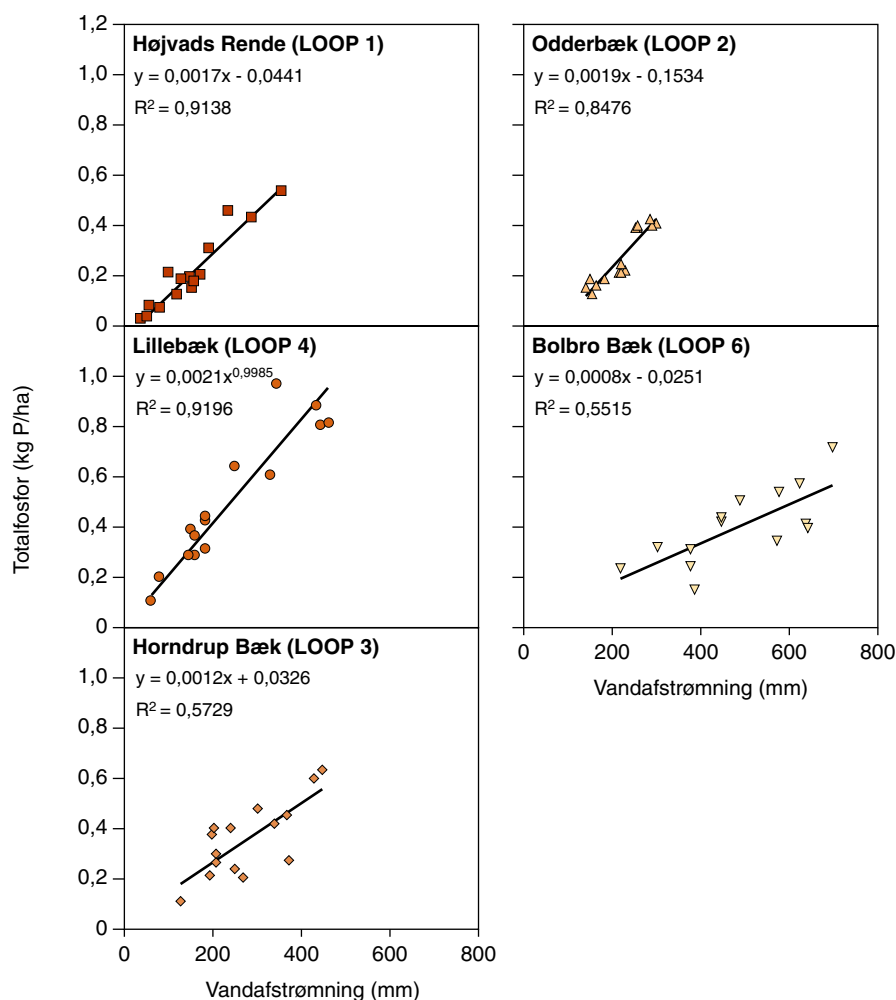 Totalfosfor (kg P/ha)
1,2
1,0
0,8
0,6
0,4
0,2
0
Højvads Rende (LOOP 1)
y = 0,0017x - 0,0441
R² = 0,9138
Odderbæk (LOOP 2)
y = 0,0019x - 0,1534
R² = 0,8476
1,0
0,8
0,6
0,4
0,2
0
Lillebæk (LOOP 4)
y = 0,0021x⁰,⁹⁹⁸⁵
R² = 0,9196
Bolbro Bæk (LOOP 6)
y = 0,0008x - 0,0251
R² = 0,5515
0 200 400 600 800
Vandafstrømning (mm)
1,0
0,8
0,6
0,4
0,2
0
Horndrup Bæk (LOOP 3)
y = 0,0012x + 0,0326
R² = 0,5729
0 200 400 600 800
Vandafstrømning (mm)